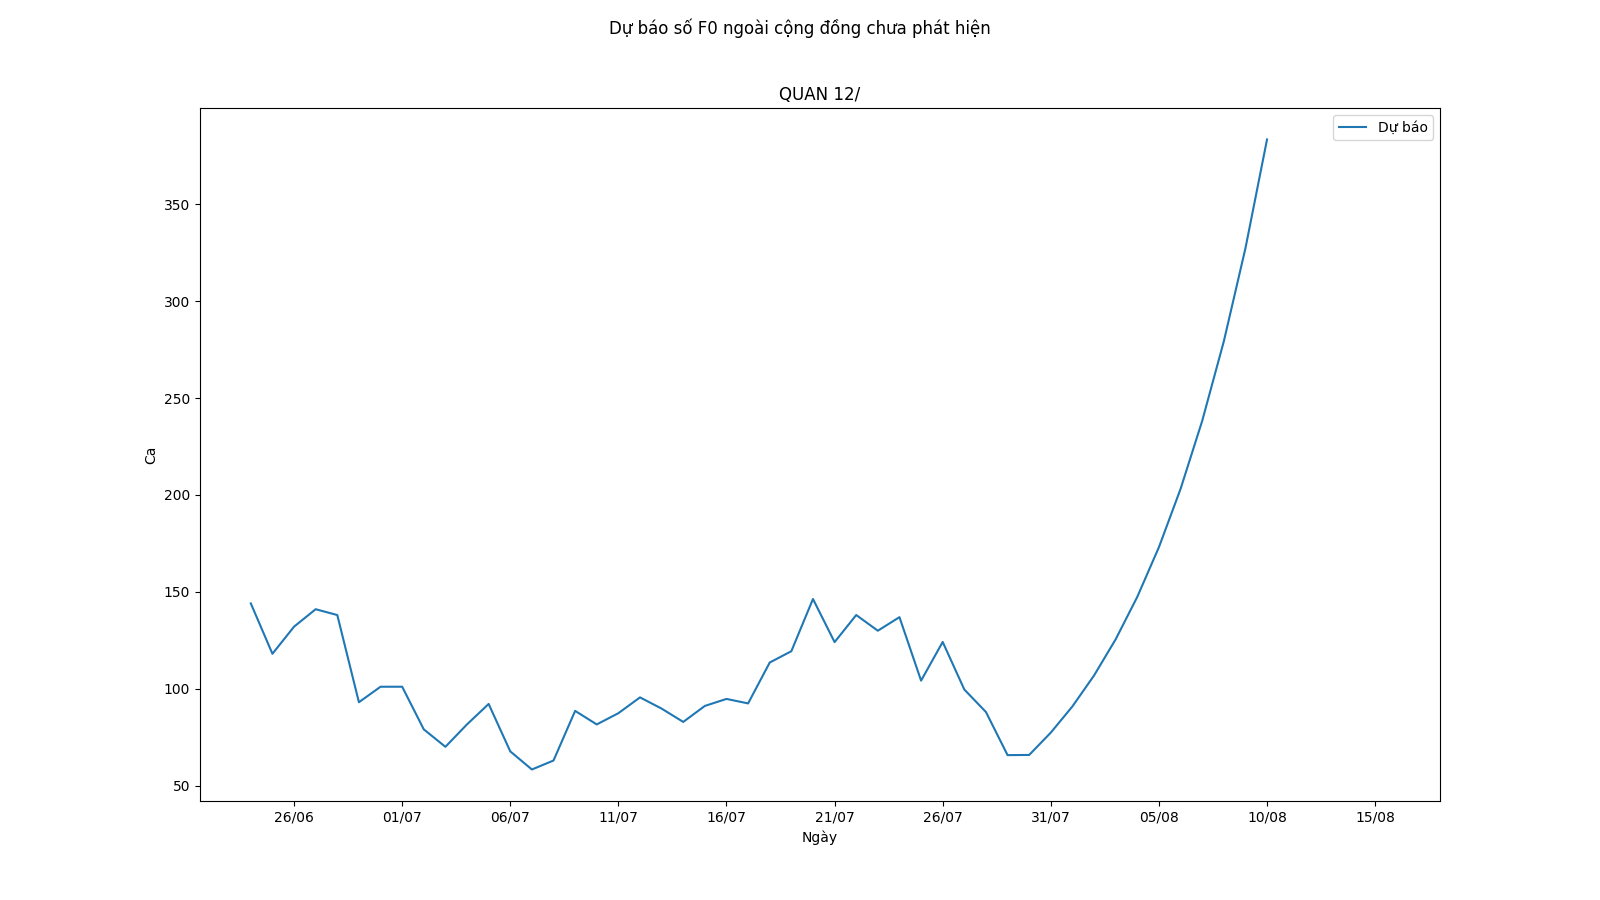 Dự báo số F0 ngoài cộng đồng chưa phát hiện
QUAN 12/
Dự báo
350
300
250
200
150
100
50
Ca
26/06 01/07 06/07 11/07 16/07 21/07 26/07 31/07 05/08 10/08 15/08
Ngày